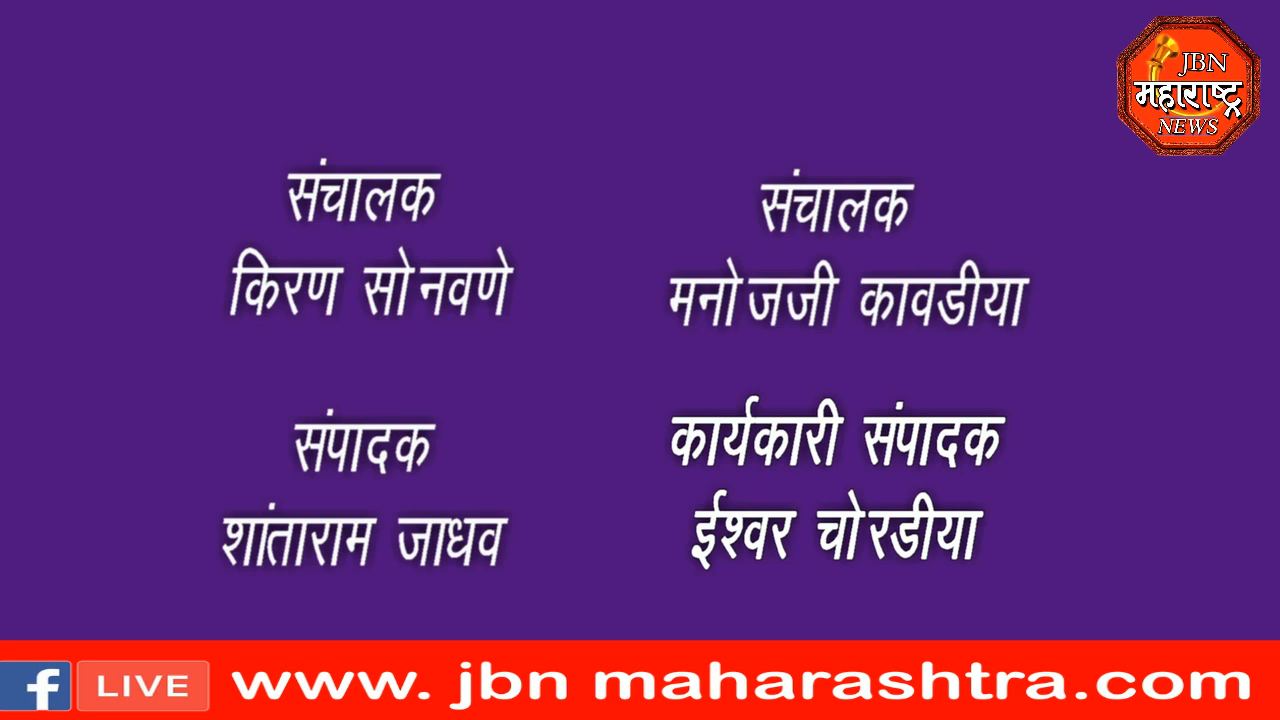 JBN
महाराष्ट्र
NEWS
संचालक
किरण सोनवणे
संचालक
मनोजजी कावडीया
संपादक
शांताराम जाधव
कार्यकारी संपादक
ईश्वर चोरडीया
f LIVE www. jbn maharashtra.com